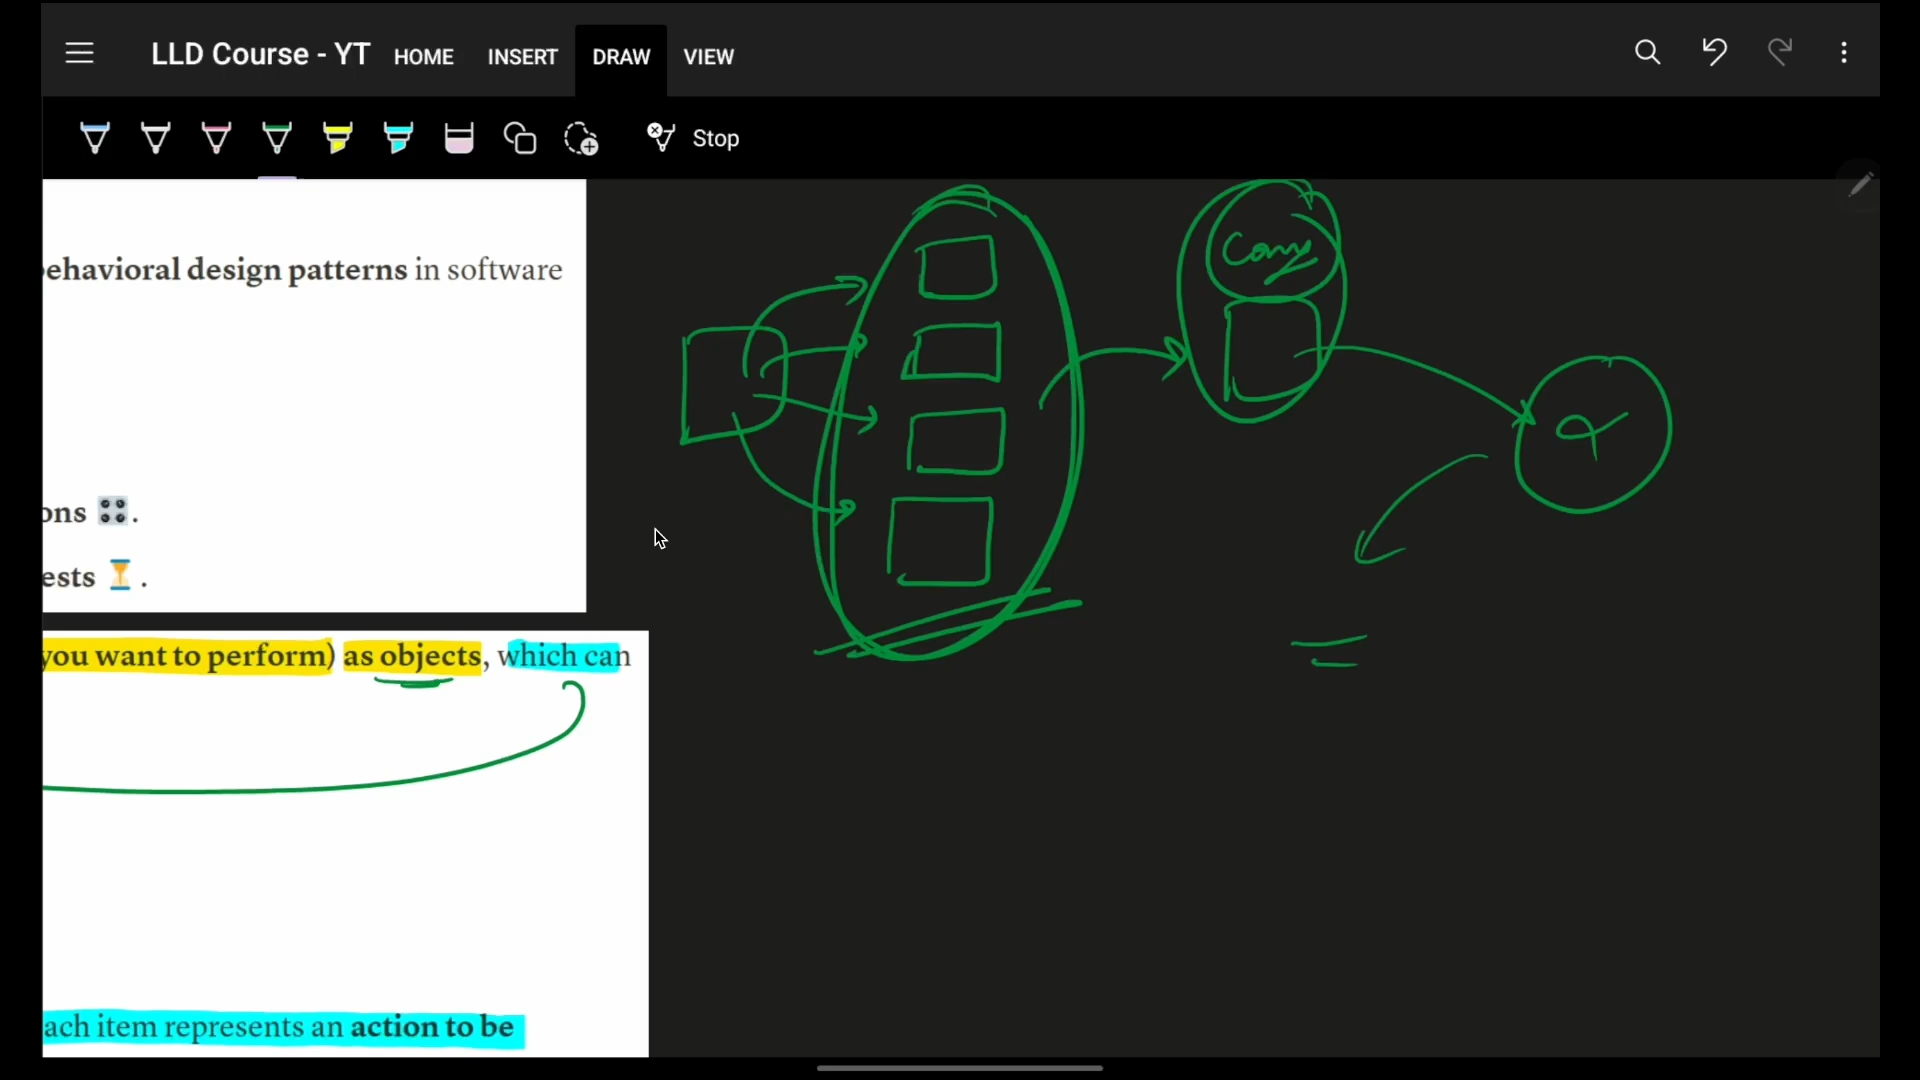 LLD Course - YT HOME INSERT DRAW VIEW
Stop
ehavioral design patterns in software
ons 🎛️.
ests ⏳.
you want to perform) as objects, which can
ach item represents an action to be